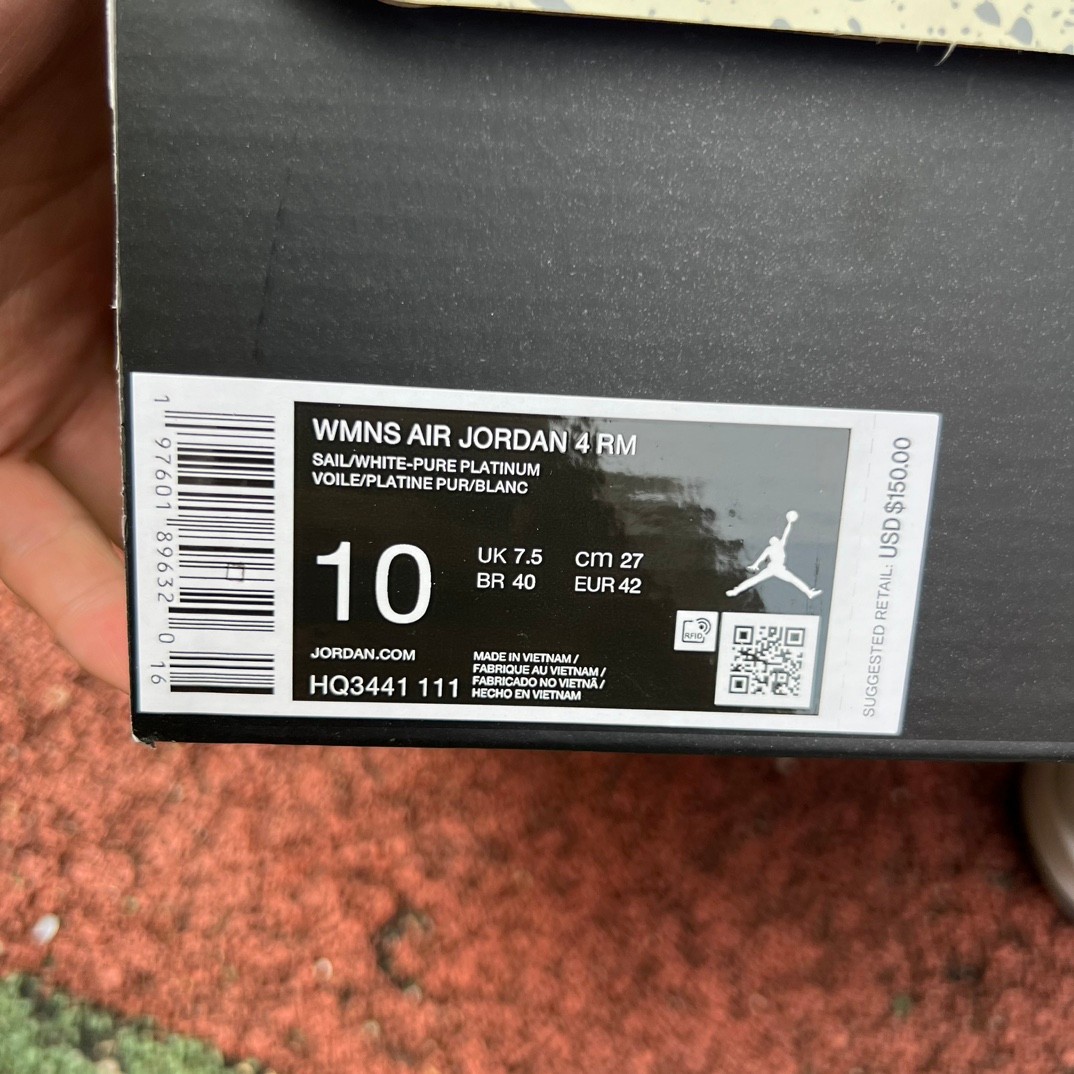 WMNS AIR JORDAN 4 RM
SAIL/WHITE-PURE PLATINUM
VOILE/PLATINE PUR/BLANC
10
UK 7.5
cm 27
BR 40
EUR 42
JORDAN.COM
HQ3441 111
MADE IN VIETNAM /
FABRIQUE AU VIETNAM /
FABRICADO NO VIETNÃ /
HECHO EN VIETNAM
RFID
1 97601 89632 0 16
SUGGESTED RETAIL: USD $150.00